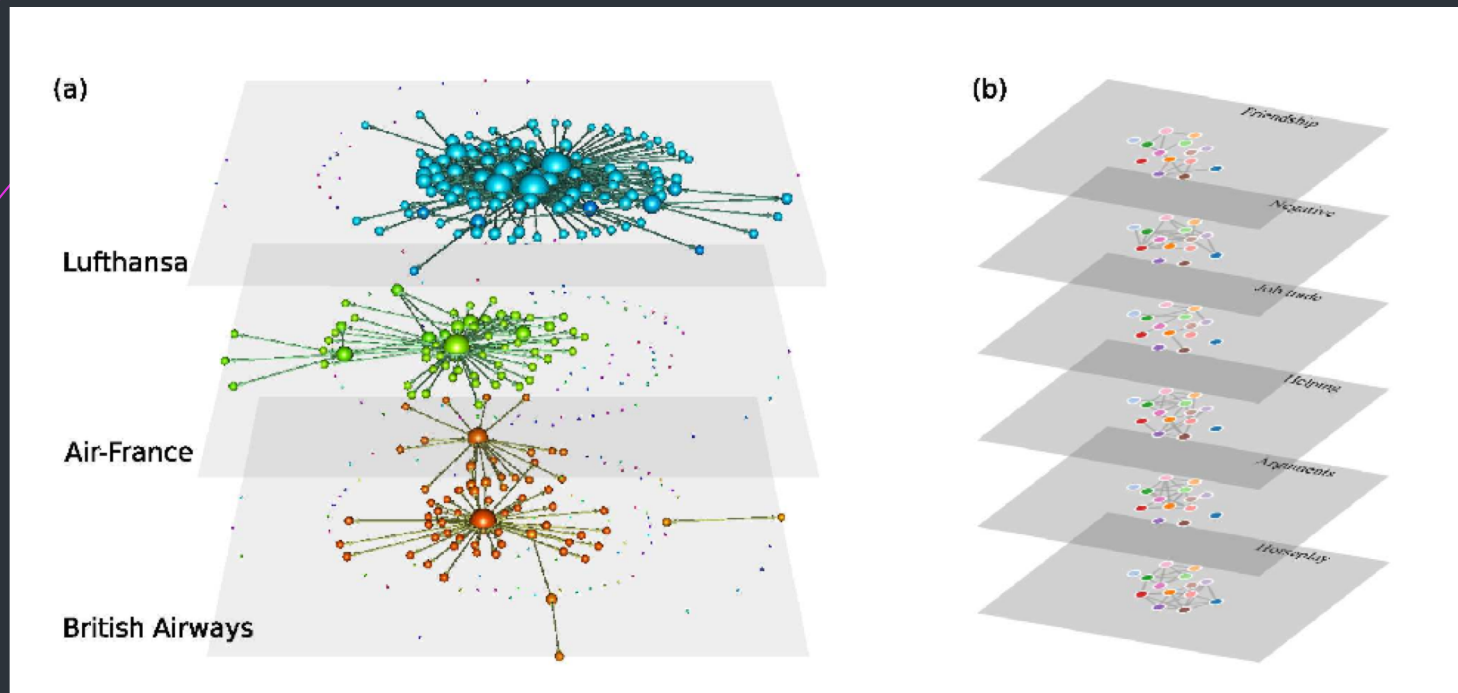 (a)
Lufthansa
Air-France
British Airways
(b)
Friendship
Negative
Job trade
Helping
Arguments
Horseplay